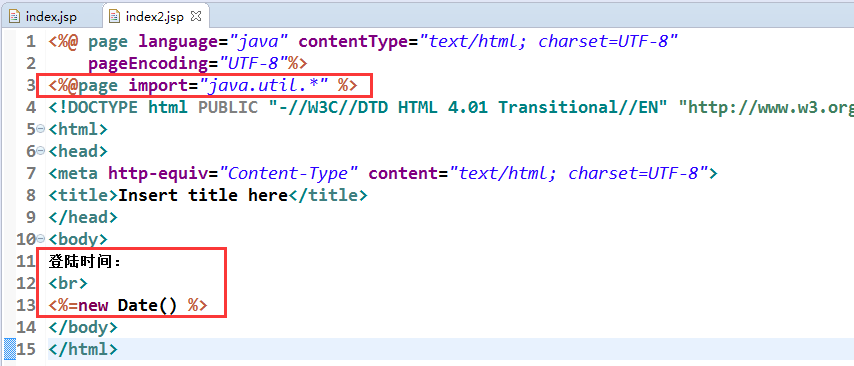 index.jsp index2.jsp
1 <%@ page language="java" contentType="text/html; charset=UTF-8"
2 pageEncoding="UTF-8"%>
3 <%@page import="java.util.*" %>
4 <!DOCTYPE html PUBLIC "-//W3C//DTD HTML 4.01 Transitional//EN" "http://www.w3.org
5 <html>
6 <head>
7 <meta http-equiv="Content-Type" content="text/html; charset=UTF-8">
8 <title>Insert title here</title>
9 </head>
10 <body>
11 登陆时间：
12 <br>
13 <%=new Date() %>
14 </body>
15 </html>